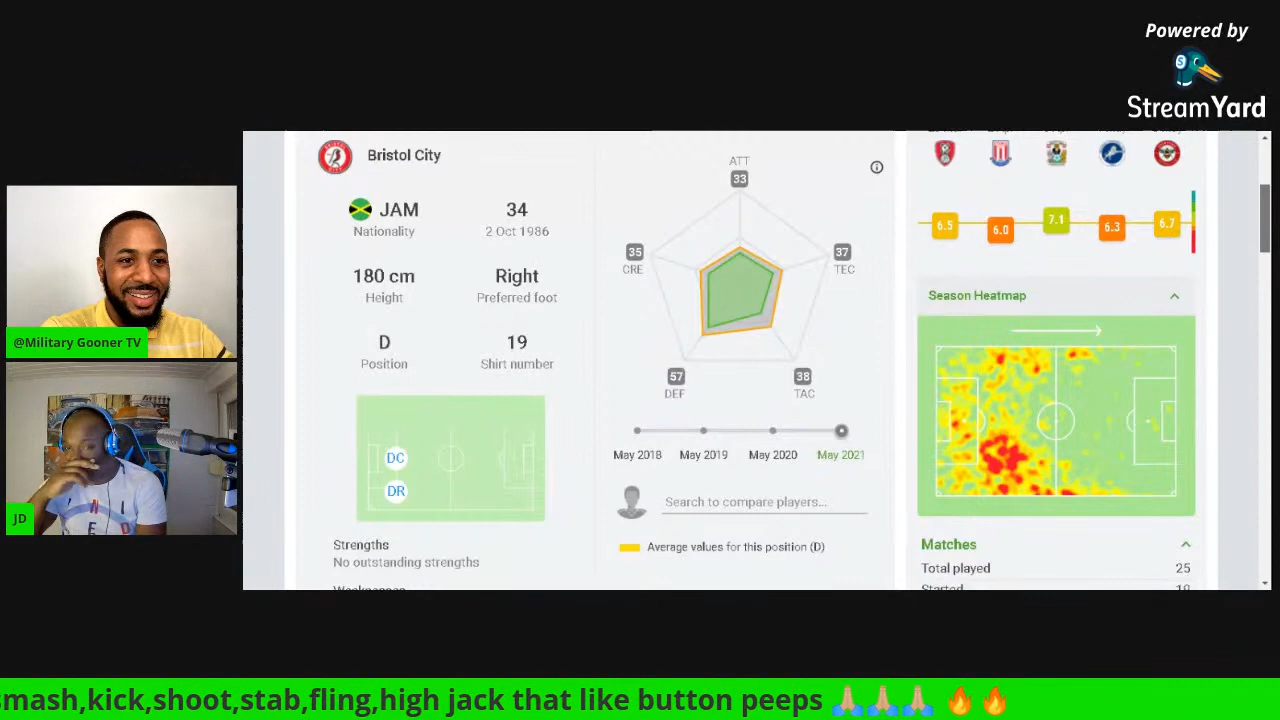 Powered by
StreamYard
Bristol City
JAM
Nationality
34
2 Oct 1986
180 cm
Height
Right
Preferred foot
D
Position
19
Shirt number
DC
DR
Strengths
No outstanding strengths
ATT
33
35
CRE
37
TEC
57
DEF
38
TAC
May 2018 May 2019 May 2020 May 2021
Search to compare players...
Average values for this position (D)
6.5 6.0 7.1 6.3 6.7
Season Heatmap
Matches
Total played 25
Started
@Military Gooner TV
JD
smash,kick,shoot,stab,fling,high jack that like button peeps 🙏🏼🙏🏼🙏🏼 🔥🔥